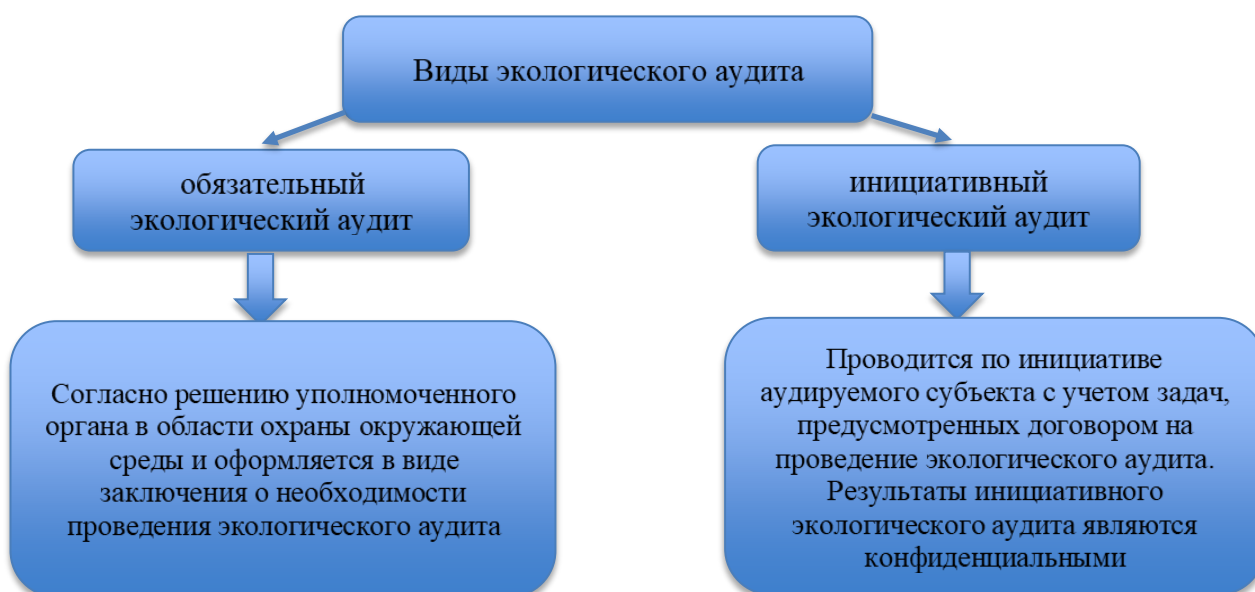 Виды экологического аудита
обязательный
экологический аудит
инициативный
экологический аудит
Согласно решению уполномоченного
органа в области охраны окружающей
среды и оформляется в виде
заключения о необходимости
проведения экологического аудита
Проводится по инициативе
аудируемого субъекта с учетом задач,
предусмотренных договором на
проведение экологического аудита.
Результаты инициативного
экологического аудита являются
конфиденциальными